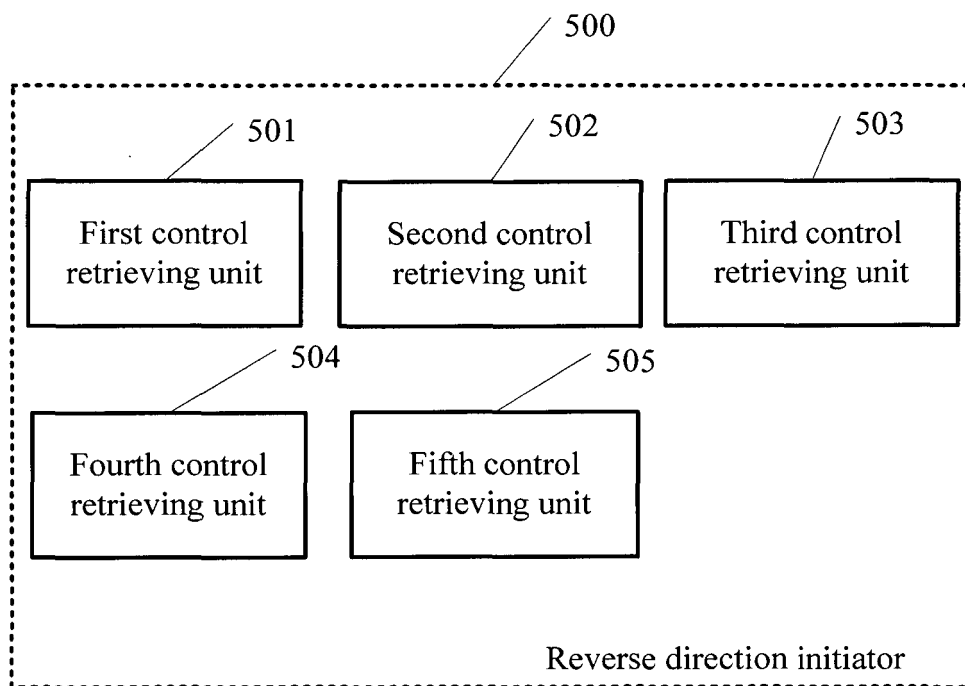 500
501
502
503
First control
retrieving unit
Second control
retrieving unit
Third control
retrieving unit
504
505
Fourth control
retrieving unit
Fifth control
retrieving unit
Reverse direction initiator